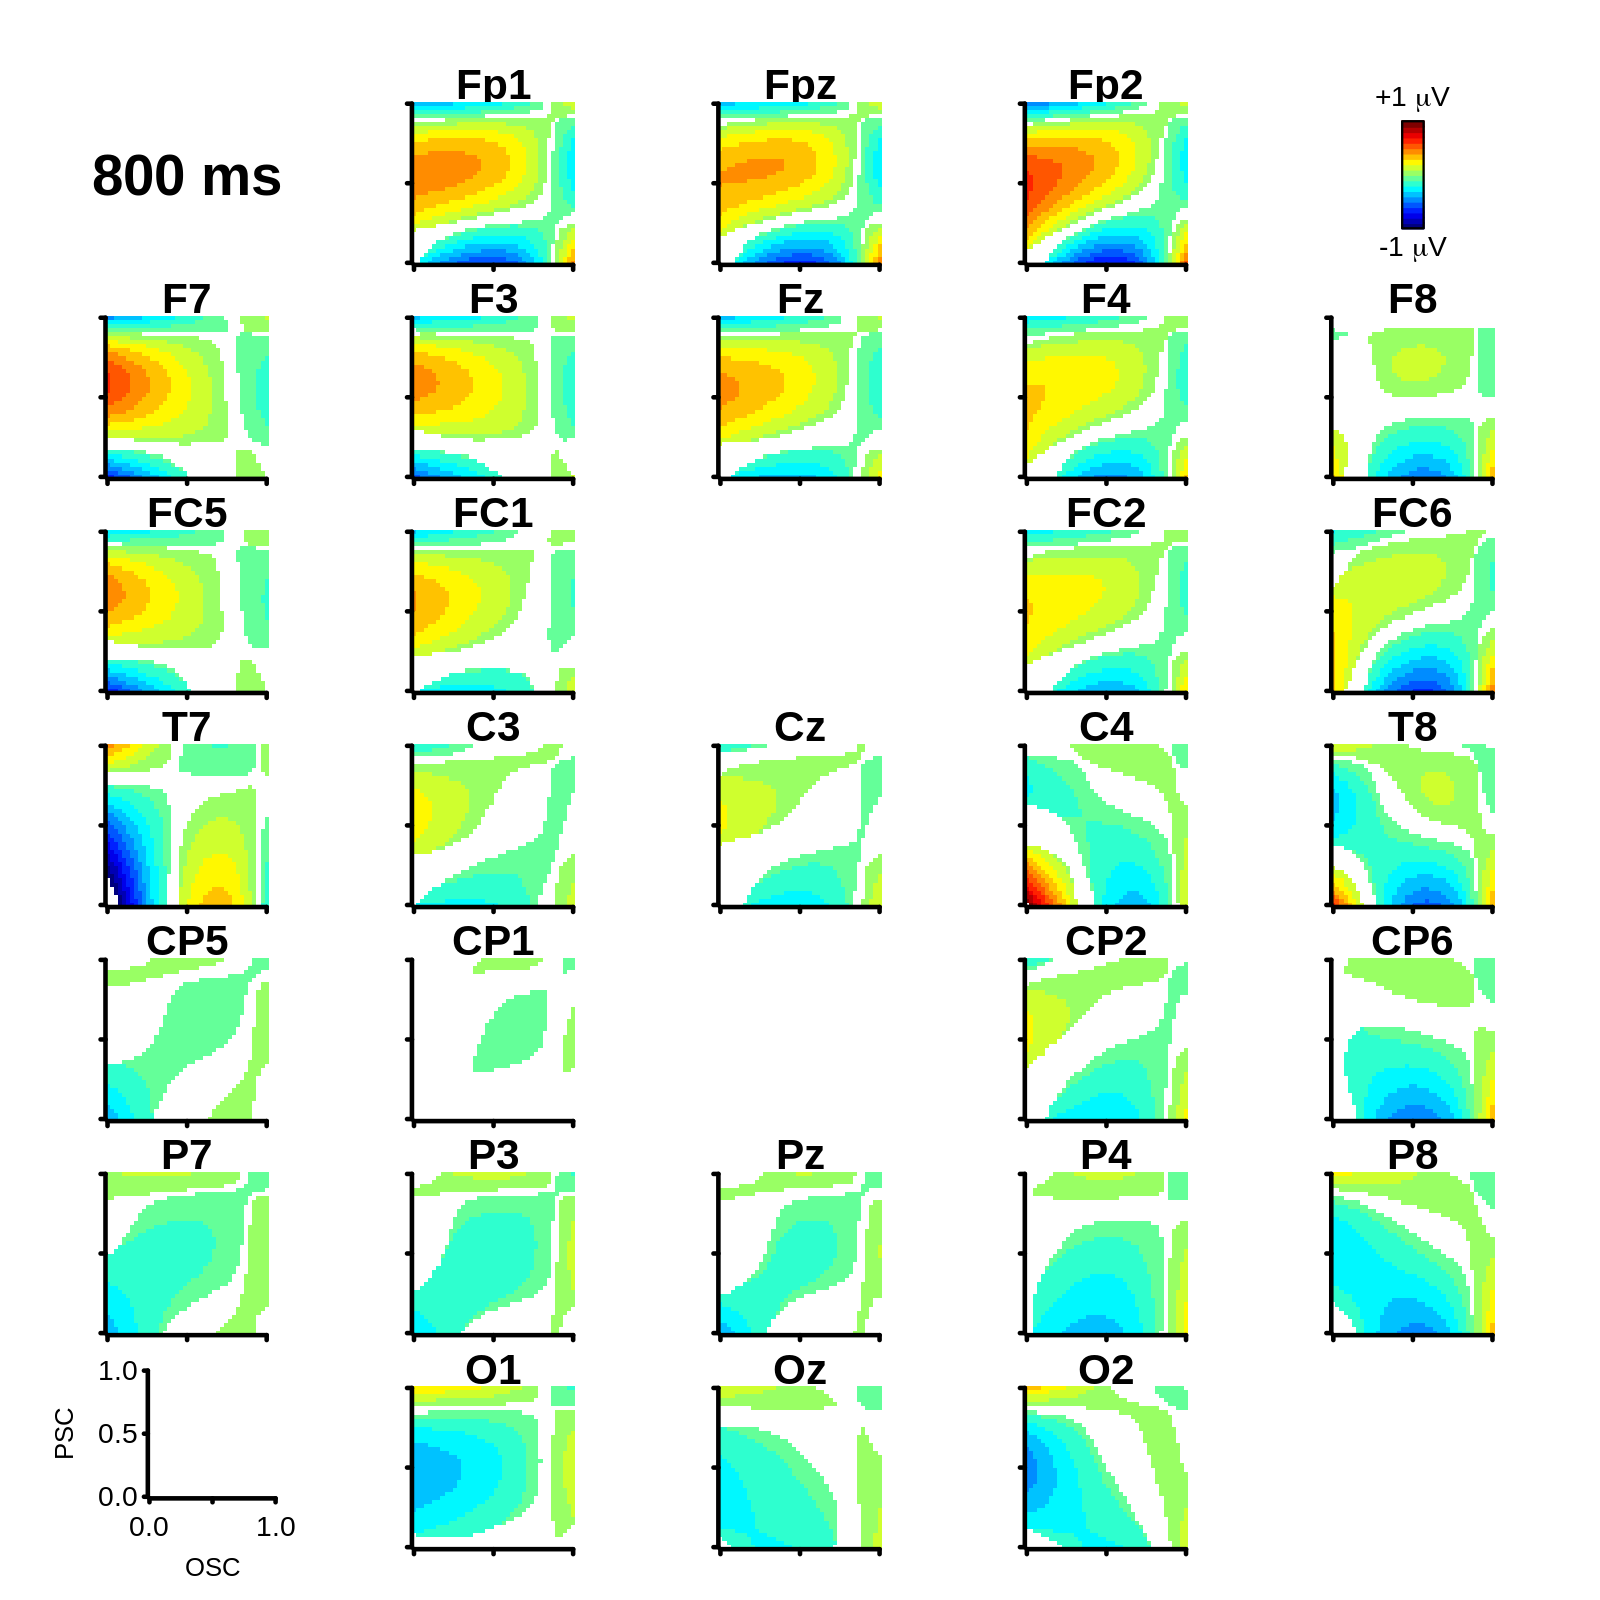 Fp1 Fpz Fp2
+1 μV
800 ms
-1 μV
F7 F3 Fz F4 F8
FC5 FC1 FC2 FC6
T7 C3 Cz C4 T8
CP5 CP1 CP2 CP6
P7 P3 Pz P4 P8
O1 Oz O2
1.0
PSC
0.5
0.0
0.0 1.0
OSC